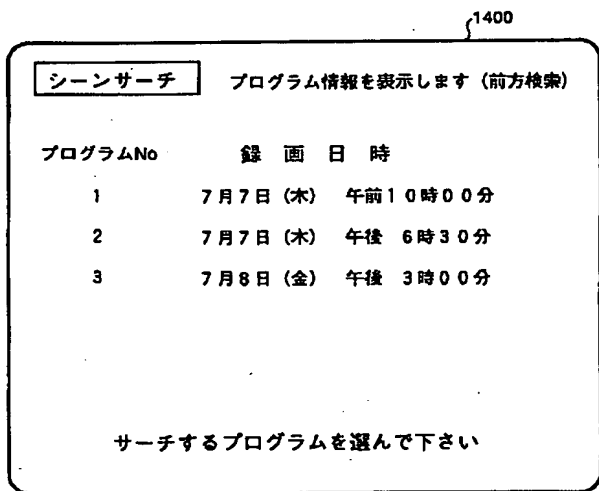 1400
シーンサーチ プログラム情報を表示します（前方検索）
プログラムNo 録画日時
1 7月7日（木） 午前10時00分
2 7月7日（木） 午後 6時30分
3 7月8日（金） 午後 3時00分
サーチするプログラムを選んで下さい